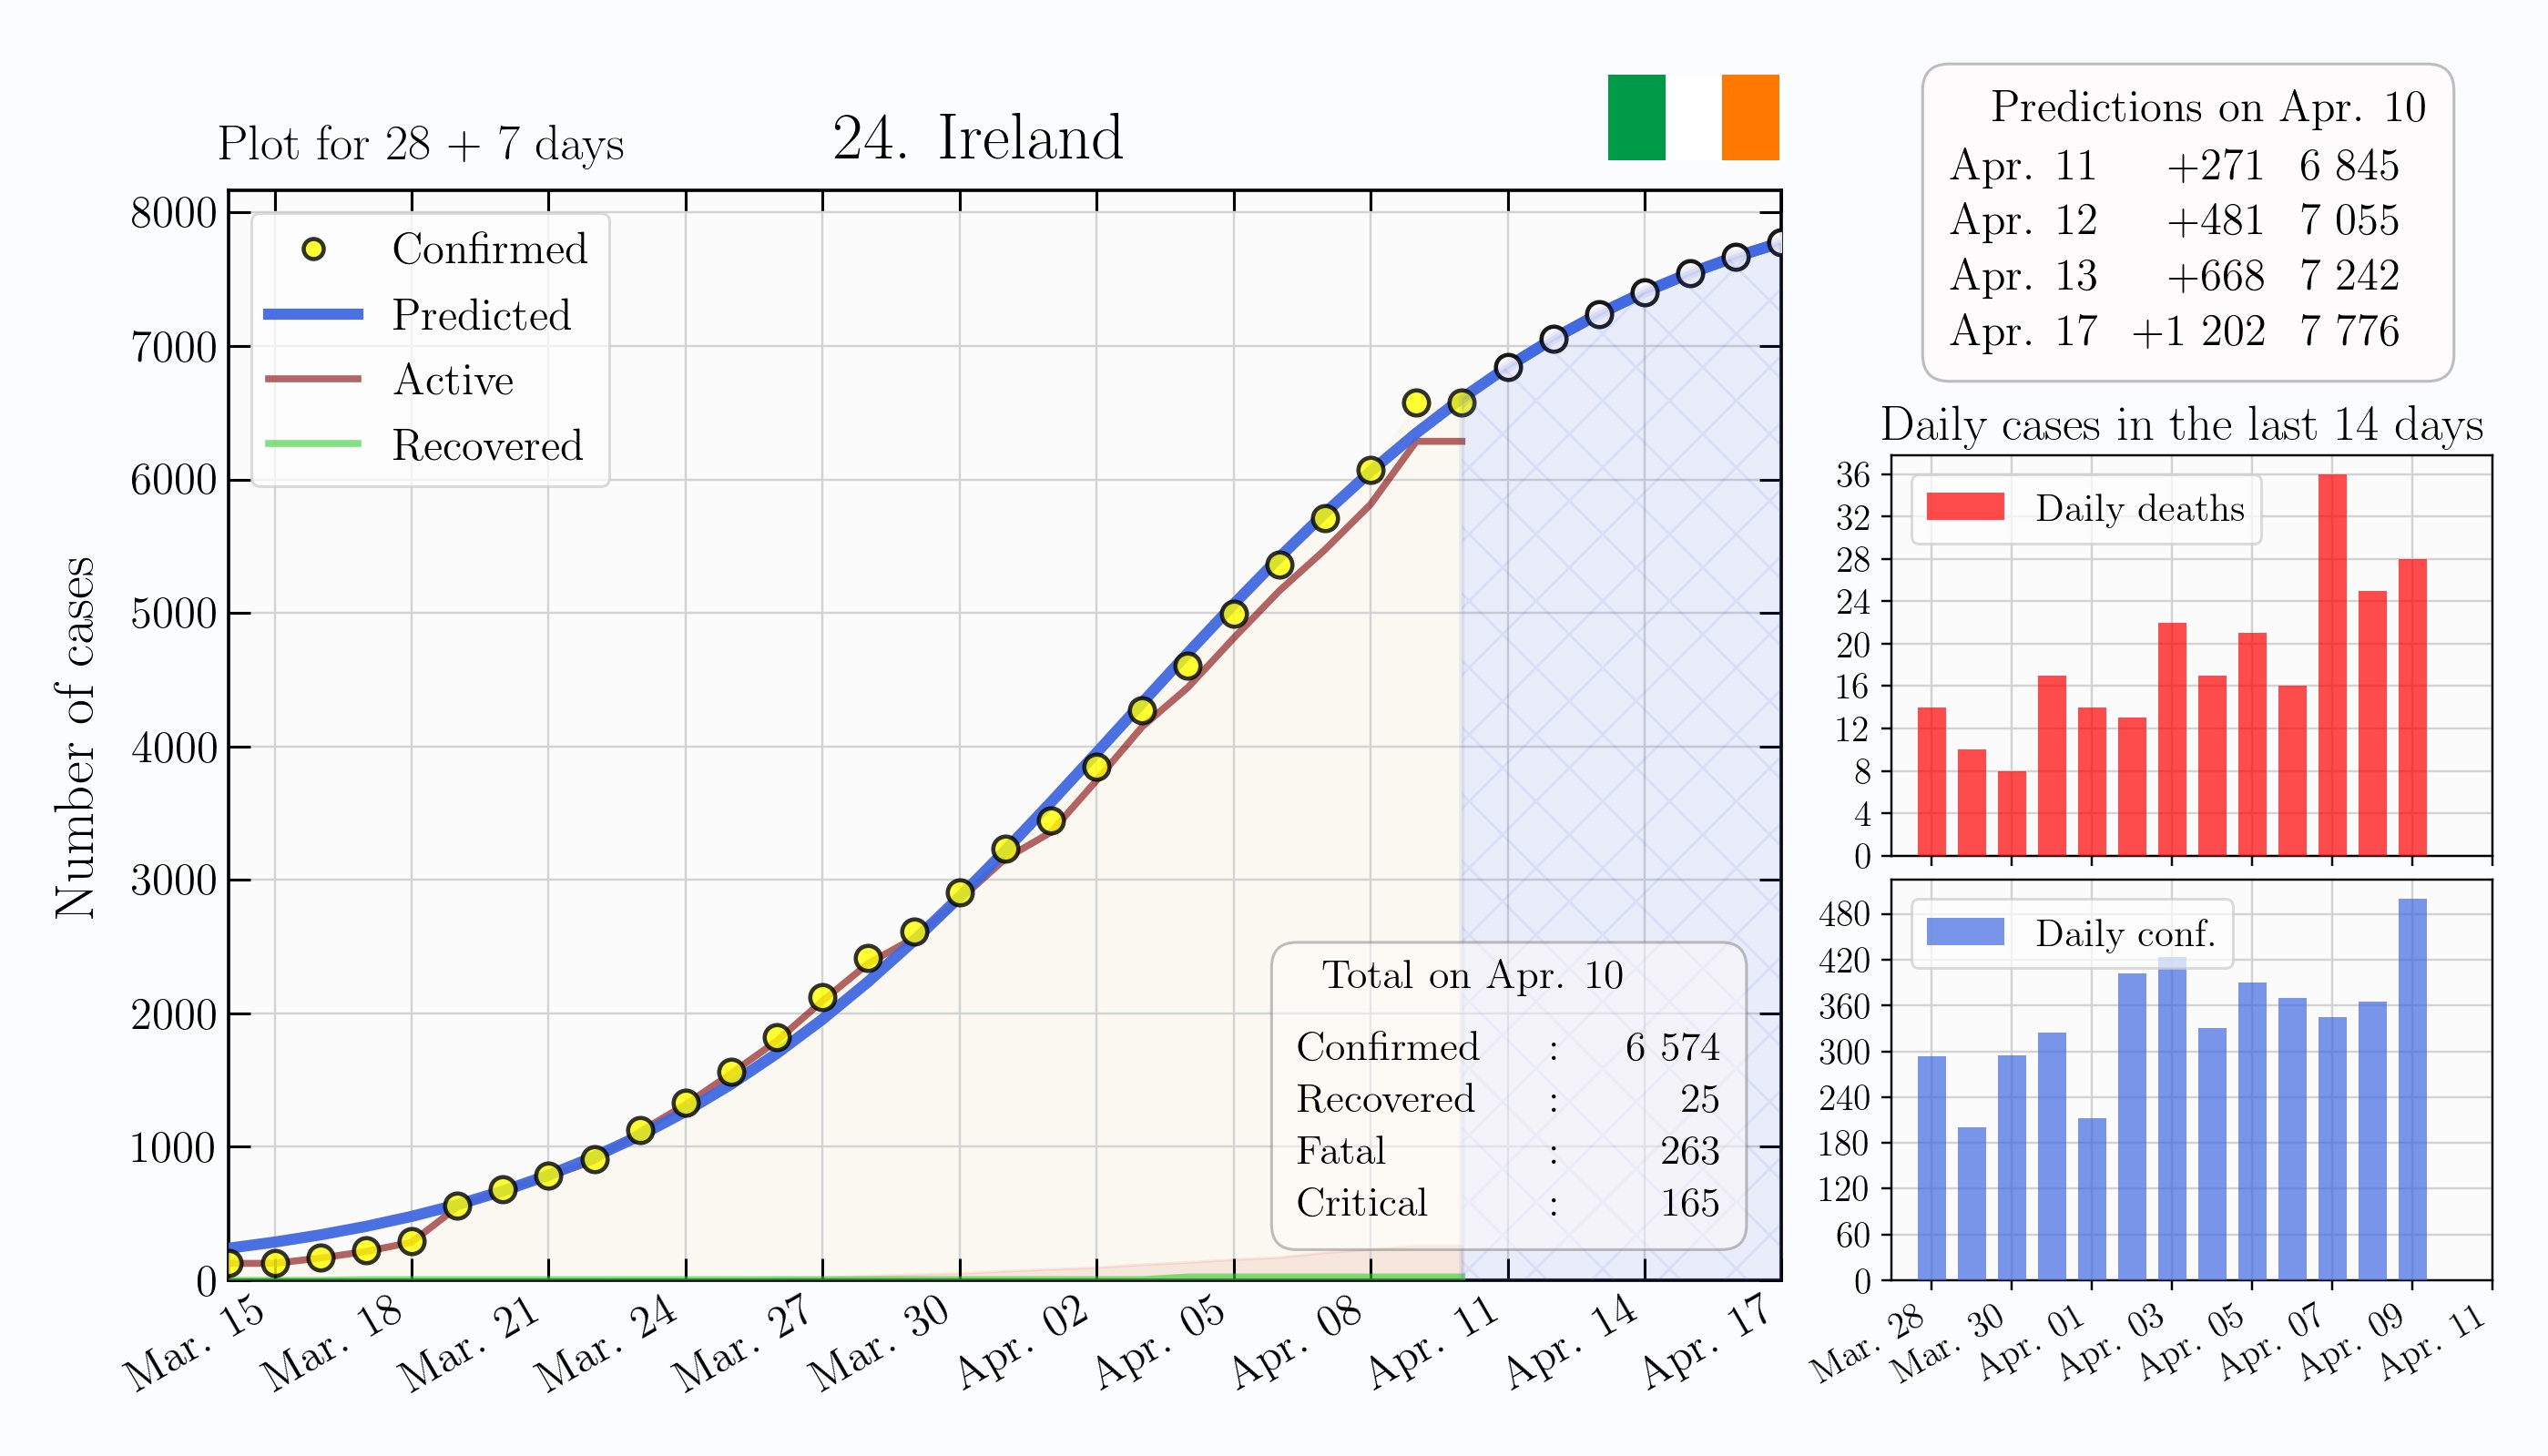 Plot for 28 + 7 days
24. Ireland
Number of cases
8000
7000
6000
5000
4000
3000
2000
1000
0
Confirmed
Predicted
Active
Recovered
Total on Apr. 10
Confirmed : 6 574
Recovered : 25
Fatal : 263
Critical : 165
Mar. 15
Mar. 18
Mar. 21
Mar. 24
Mar. 27
Mar. 30
Apr. 02
Apr. 05
Apr. 08
Apr. 11
Apr. 14
Apr. 17
Predictions on Apr. 10
Apr. 11 +271 6 845
Apr. 12 +481 7 055
Apr. 13 +668 7 242
Apr. 17 +1 202 7 776
Daily cases in the last 14 days
36
32
28
24
20
16
12
8
4
0
Daily deaths
480
420
360
300
240
180
120
60
0
Daily conf.
Mar. 28
Mar. 30
Apr. 01
Apr. 03
Apr. 05
Apr. 07
Apr. 09
Apr. 11